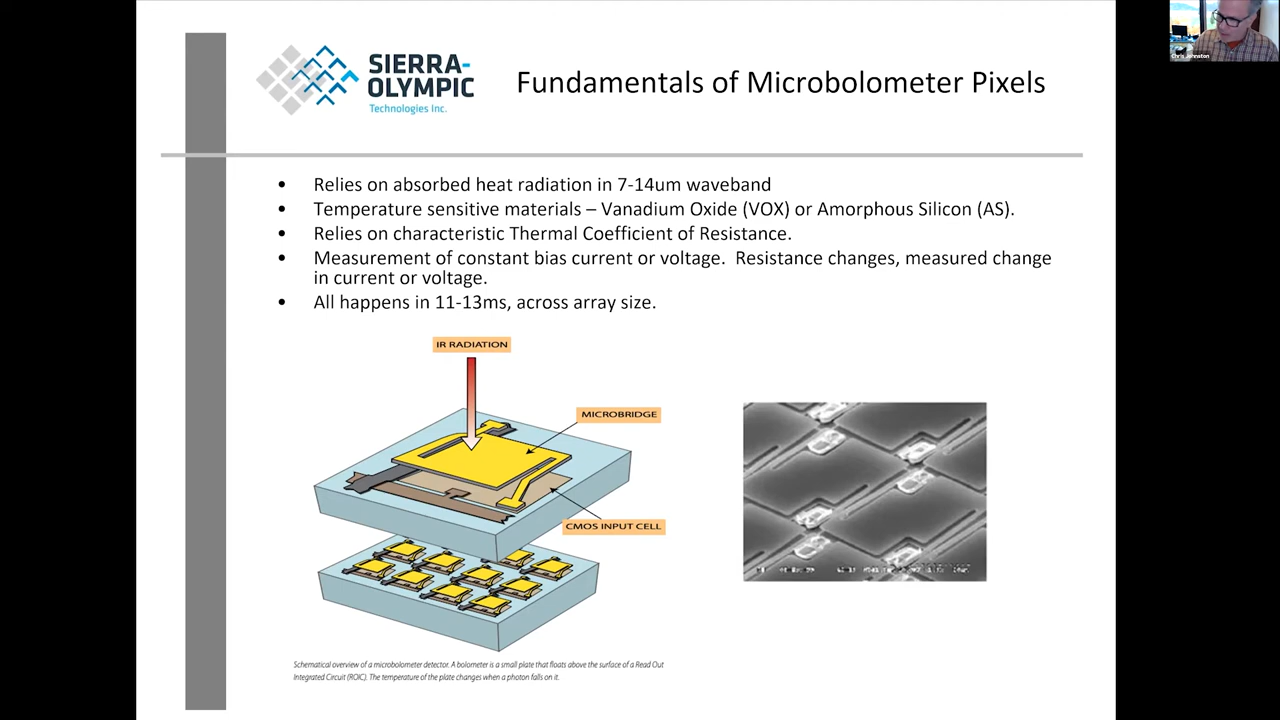 SIERRA-
OLYMPIC
Technologies Inc.
Fundamentals of Microbolometer Pixels
Chris Johnston
• Relies on absorbed heat radiation in 7-14um waveband
• Temperature sensitive materials – Vanadium Oxide (VOX) or Amorphous Silicon (AS).
• Relies on characteristic Thermal Coefficient of Resistance.
• Measurement of constant bias current or voltage.  Resistance changes, measured change
in current or voltage.
• All happens in 11-13ms, across array size.
IR RADIATION
MICROBRIDGE
CMOS INPUT CELL
Schematical overview of a microbolometer detector. A bolometer is a small plate that floats above the surface of a Read Out
Integrated Circuit (ROIC). The temperature of the plate changes when a photon falls on it.